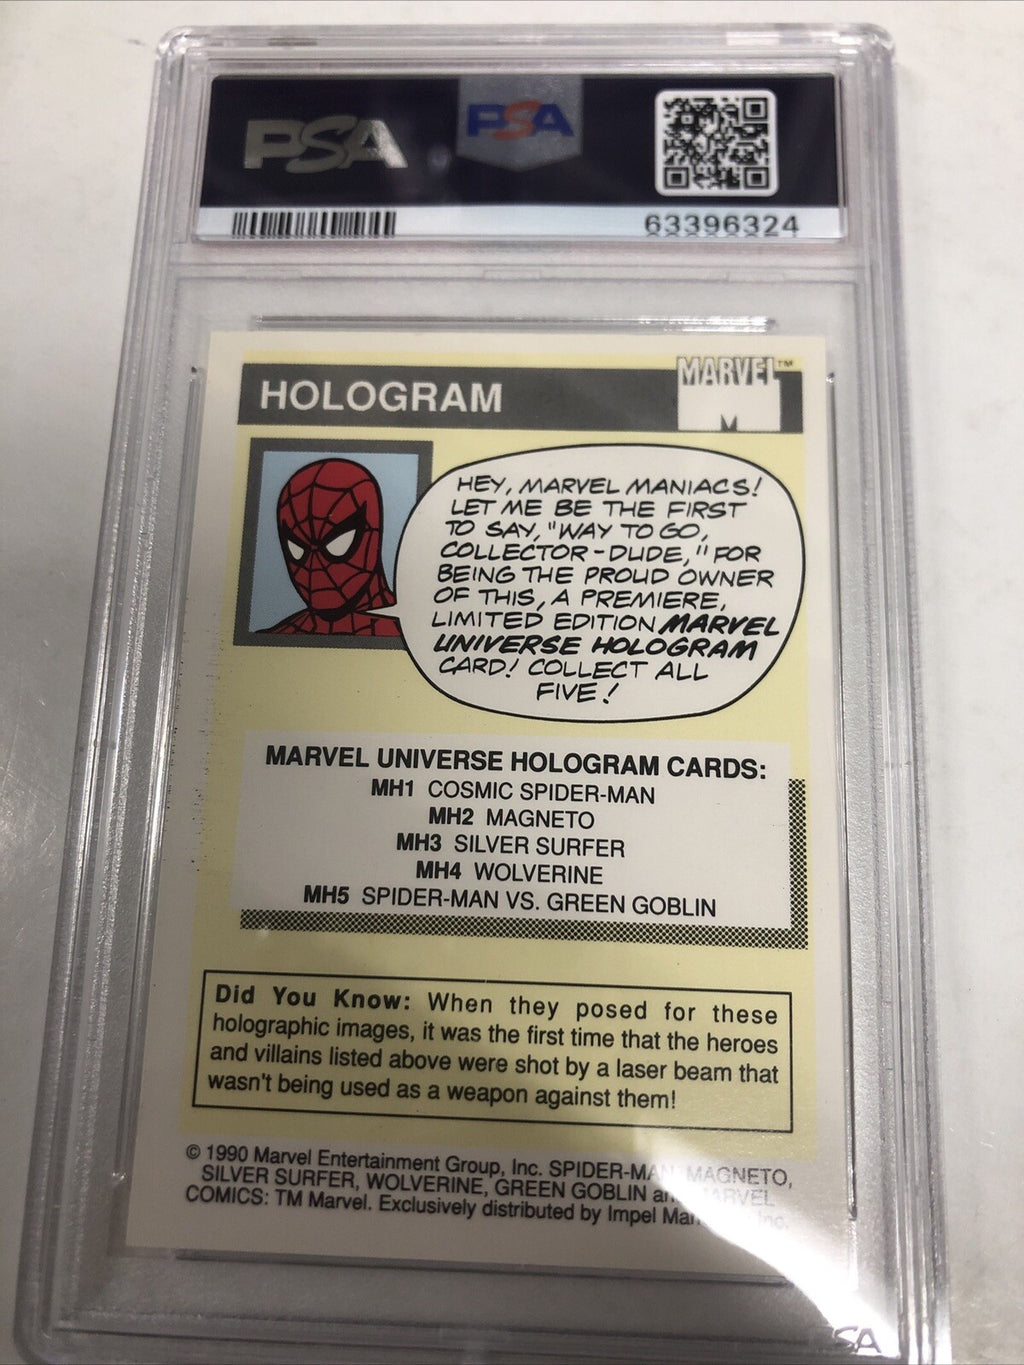 PSA
PSA
63396324
MARVEL™
HOLOGRAM
M
HEY, MARVEL MANIACS!
LET ME BE THE FIRST
TO SAY, "WAY TO GO,
COLLECTOR-DUDE," FOR
BEING THE PROUD OWNER
OF THIS, A PREMIERE,
LIMITED EDITION MARVEL
UNIVERSE HOLOGRAM
CARD! COLLECT ALL
FIVE!
MARVEL UNIVERSE HOLOGRAM CARDS:
MH1 COSMIC SPIDER-MAN
MH2 MAGNETO
MH3 SILVER SURFER
MH4 WOLVERINE
MH5 SPIDER-MAN VS. GREEN GOBLIN
Did You Know: When they posed for these
holographic images, it was the first time that the heroes
and villains listed above were shot by a laser beam that
wasn't being used as a weapon against them!
© 1990 Marvel Entertainment Group, Inc. SPIDER-MAN, MAGNETO,
SILVER SURFER, WOLVERINE, GREEN GOBLIN MARVEL
COMICS: TM Marvel. Exclusively distributed by Impel Inc.